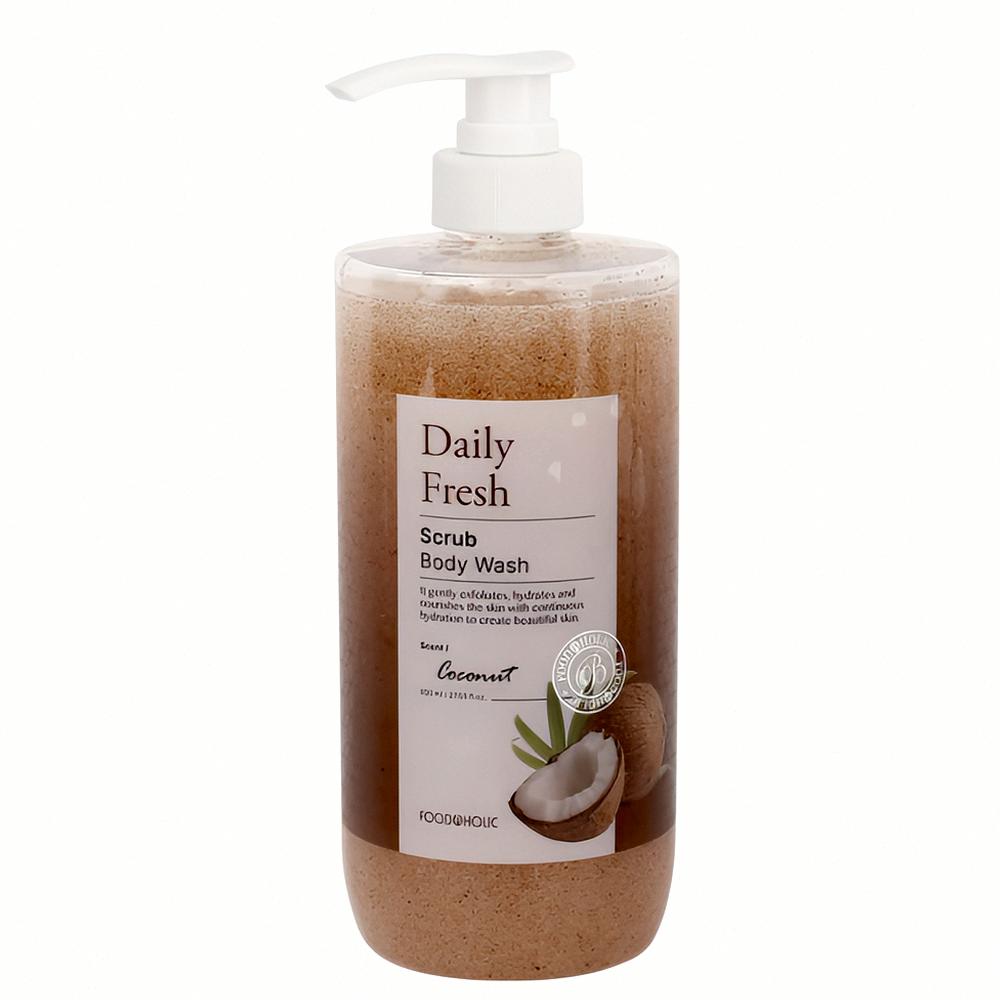 Daily
Fresh
Scrub
Body Wash
It gently exfoliates, hydrates and
nourishes the skin with continuous
hydration to create beautiful skin
Scent /
Coconut
FOODAHOLIC
FOODAHOLIC